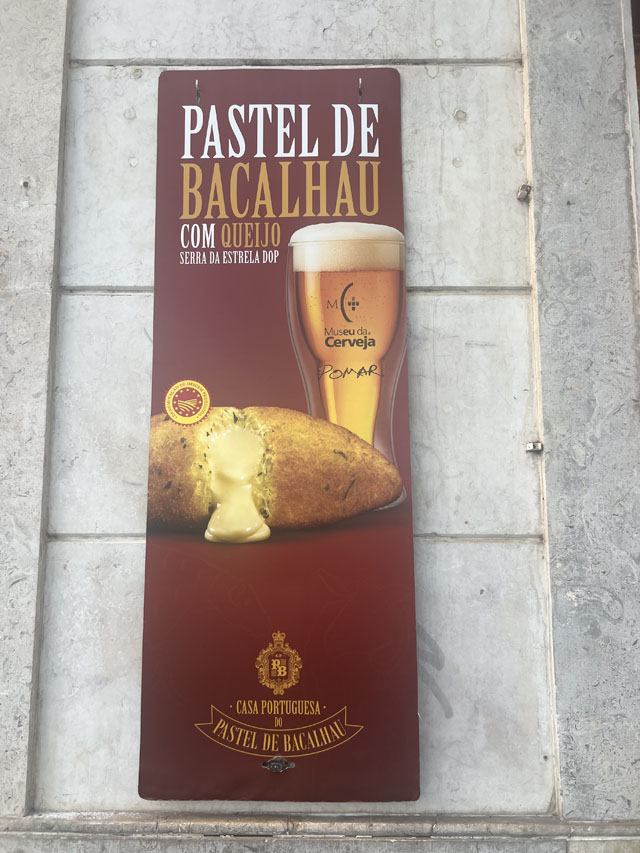 PASTEL DE
BACALHAU
COM QUEIJO
SERRA DA ESTRELA DOP
M C
Museu da
Cerveja
POMAR
PB
· CASA PORTUGUESA ·
DO
PASTEL DE BACALHAU